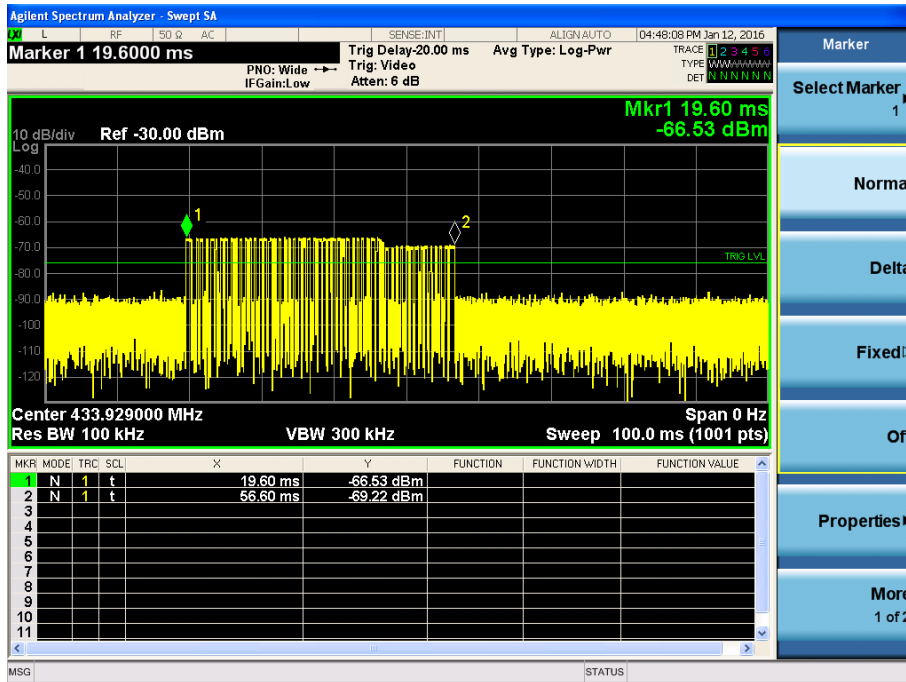 Agilent Spectrum Analyzer - Swept SA
L RF 50 Ω AC SENSE:INT ALIGN AUTO 04:48:08 PM Jan 12, 2016
Marker 1 19.6000 ms
PNO: Wide
IFGain:Low
Trig Delay-20.00 ms
Trig: Video
Atten: 6 dB
Avg Type: Log-Pwr
TRACE 1 2 3 4 5 6
TYPE WWWWWW
DET N N N N N N
Mkr1 19.60 ms
-66.53 dBm
10 dB/div Ref -30.00 dBm
Log
-40.0
-50.0
-60.0
-70.0
-80.0
-90.0
-100
-110
-120
1
2
TRIG LVL
Center 433.929000 MHz Span 0 Hz
Res BW 100 kHz VBW 300 kHz Sweep 100.0 ms (1001 pts)
MKR MODE TRC SCL X Y FUNCTION FUNCTION WIDTH FUNCTION VALUE
1 N 1 t 19.60 ms -66.53 dBm
2 N 1 t 56.60 ms -69.22 dBm
3
4
5
6
7
8
9
10
11
MSG STATUS
Marker
Select Marker
1
Norma
Delta
Fixed
Of
Properties
More
1 of 2